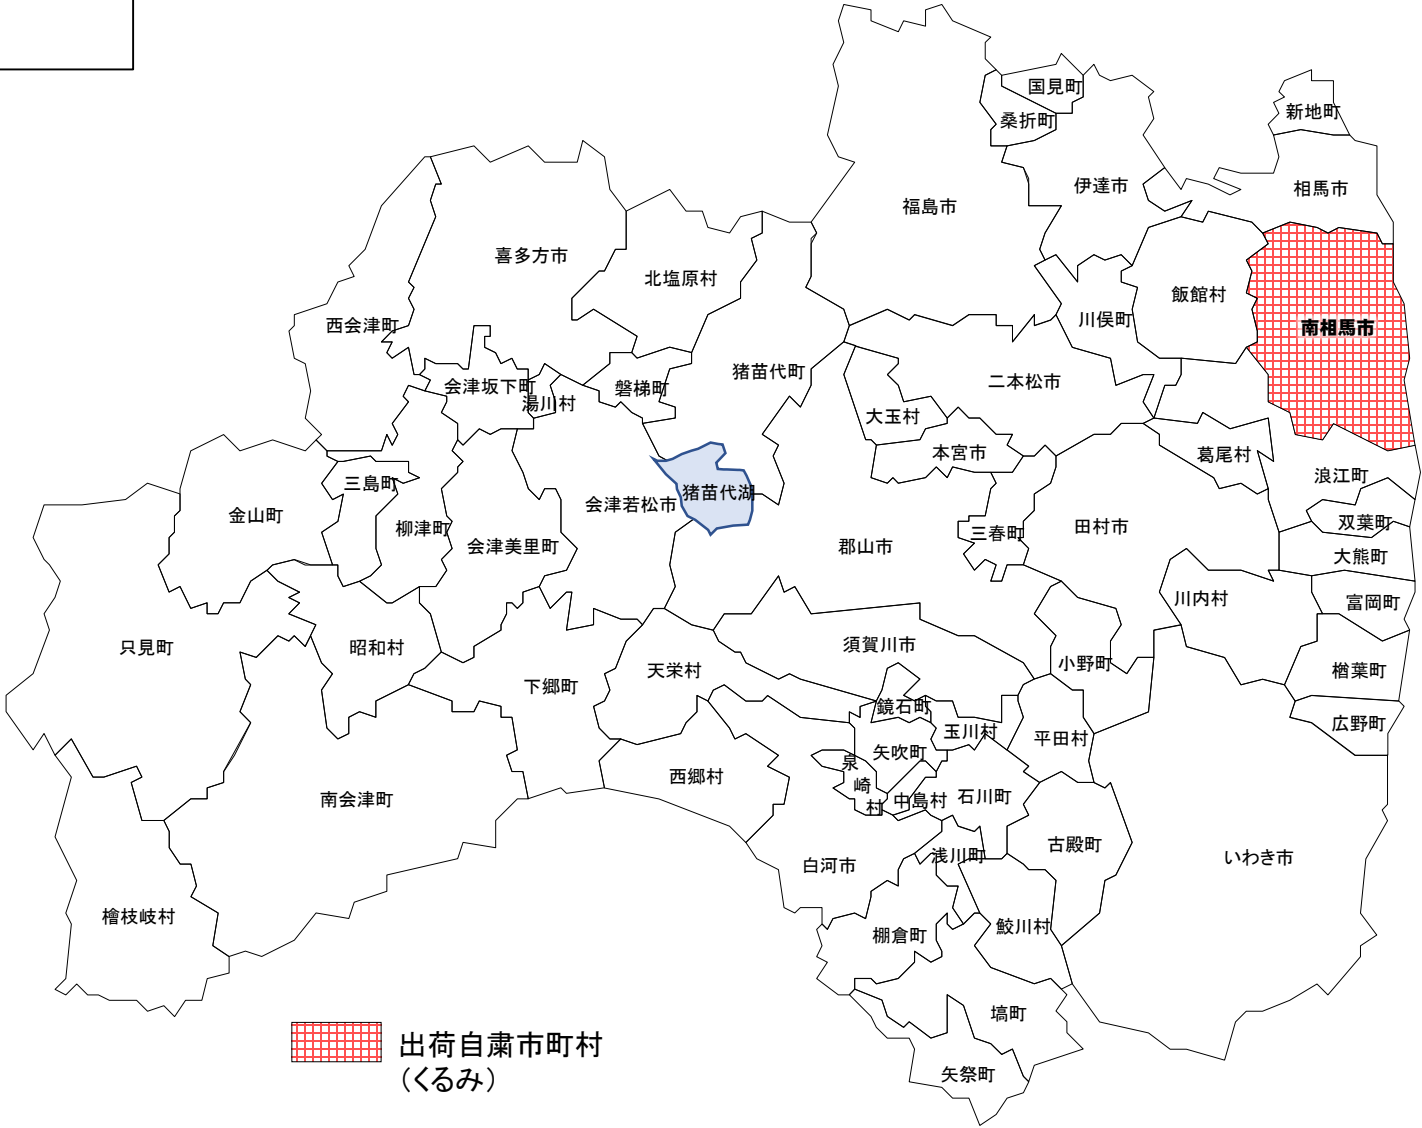 国見町
桑折町
新地町
伊達市
相馬市
福島市
喜多方市
北塩原村
飯館村
西会津町
川俣町
南相馬市
猪苗代町
二本松市
会津坂下町
磐梯町
湯川村
大玉村
本宮市
葛尾村
浪江町
三島町
猪苗代湖
会津若松市
金山町
柳津町
会津美里町
郡山市
三春町
田村市
双葉町
大熊町
川内村
富岡町
只見町
昭和村
須賀川市
小野町
楢葉町
天栄村
下郷町
鏡石町
玉川村
広野町
平田村
矢吹町
泉
崎
村
西郷村
南会津町
中島村
石川町
古殿町
浅川町
白河市
いわき市
檜枝岐村
棚倉町
鮫川村
塙町
矢祭町
出荷自粛市町村
（くるみ）